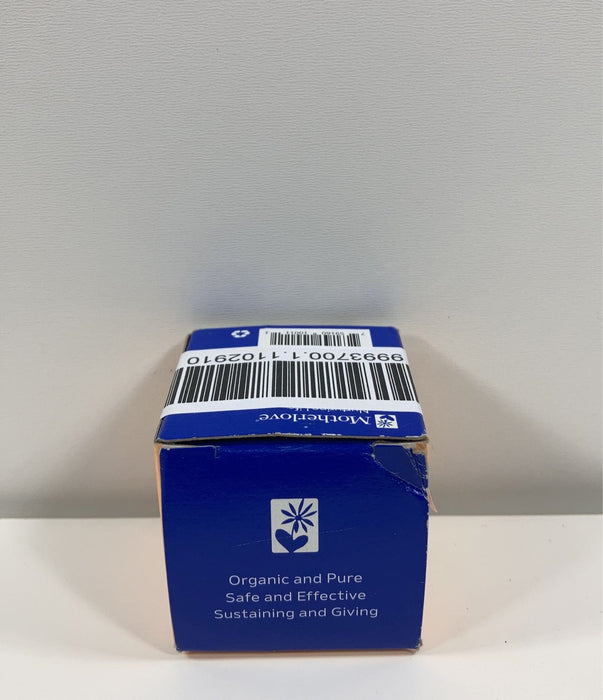 9993700.1.1102910
Motherlove
Organic and Pure
Safe and Effective
Sustaining and Giving